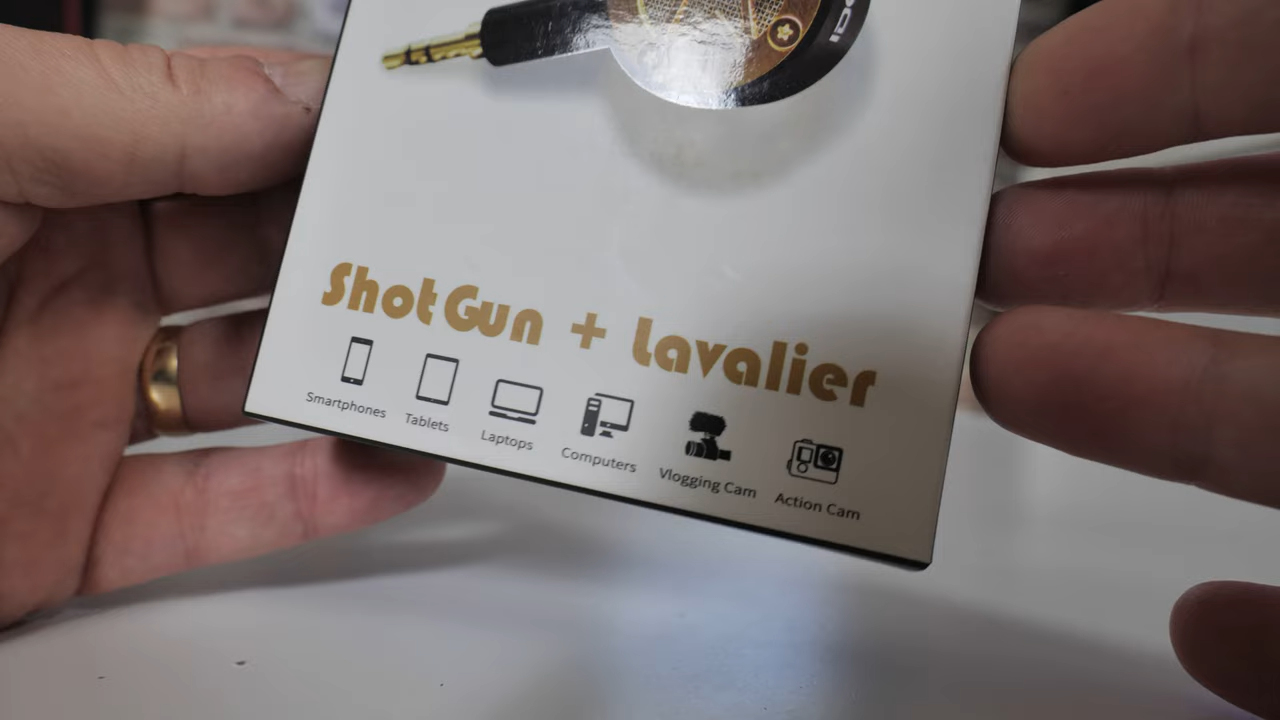 ShotGun + Lavalier
Smartphones
Tablets
Laptops
Computers
Vlogging Cam
Action Cam